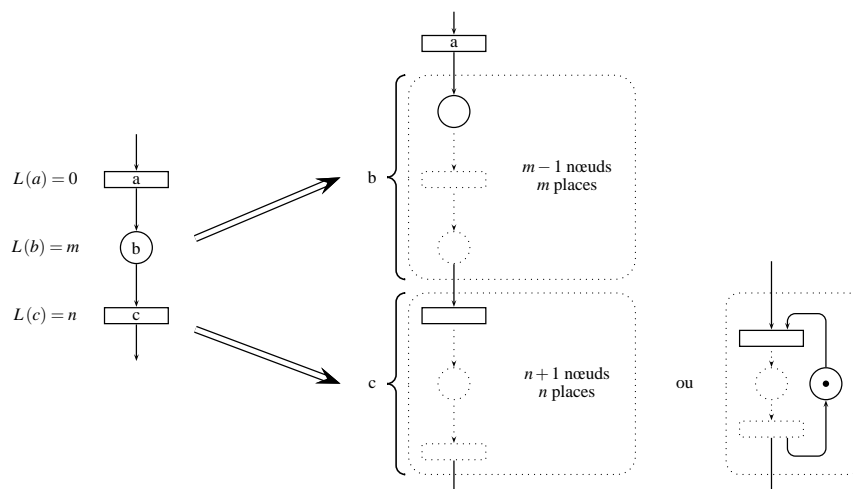 a
L(a)=0
a
m−1 nœuds
b
m places
L(b)=m
b
L(c)=n
c
n+1 nœuds
c
ou
n places